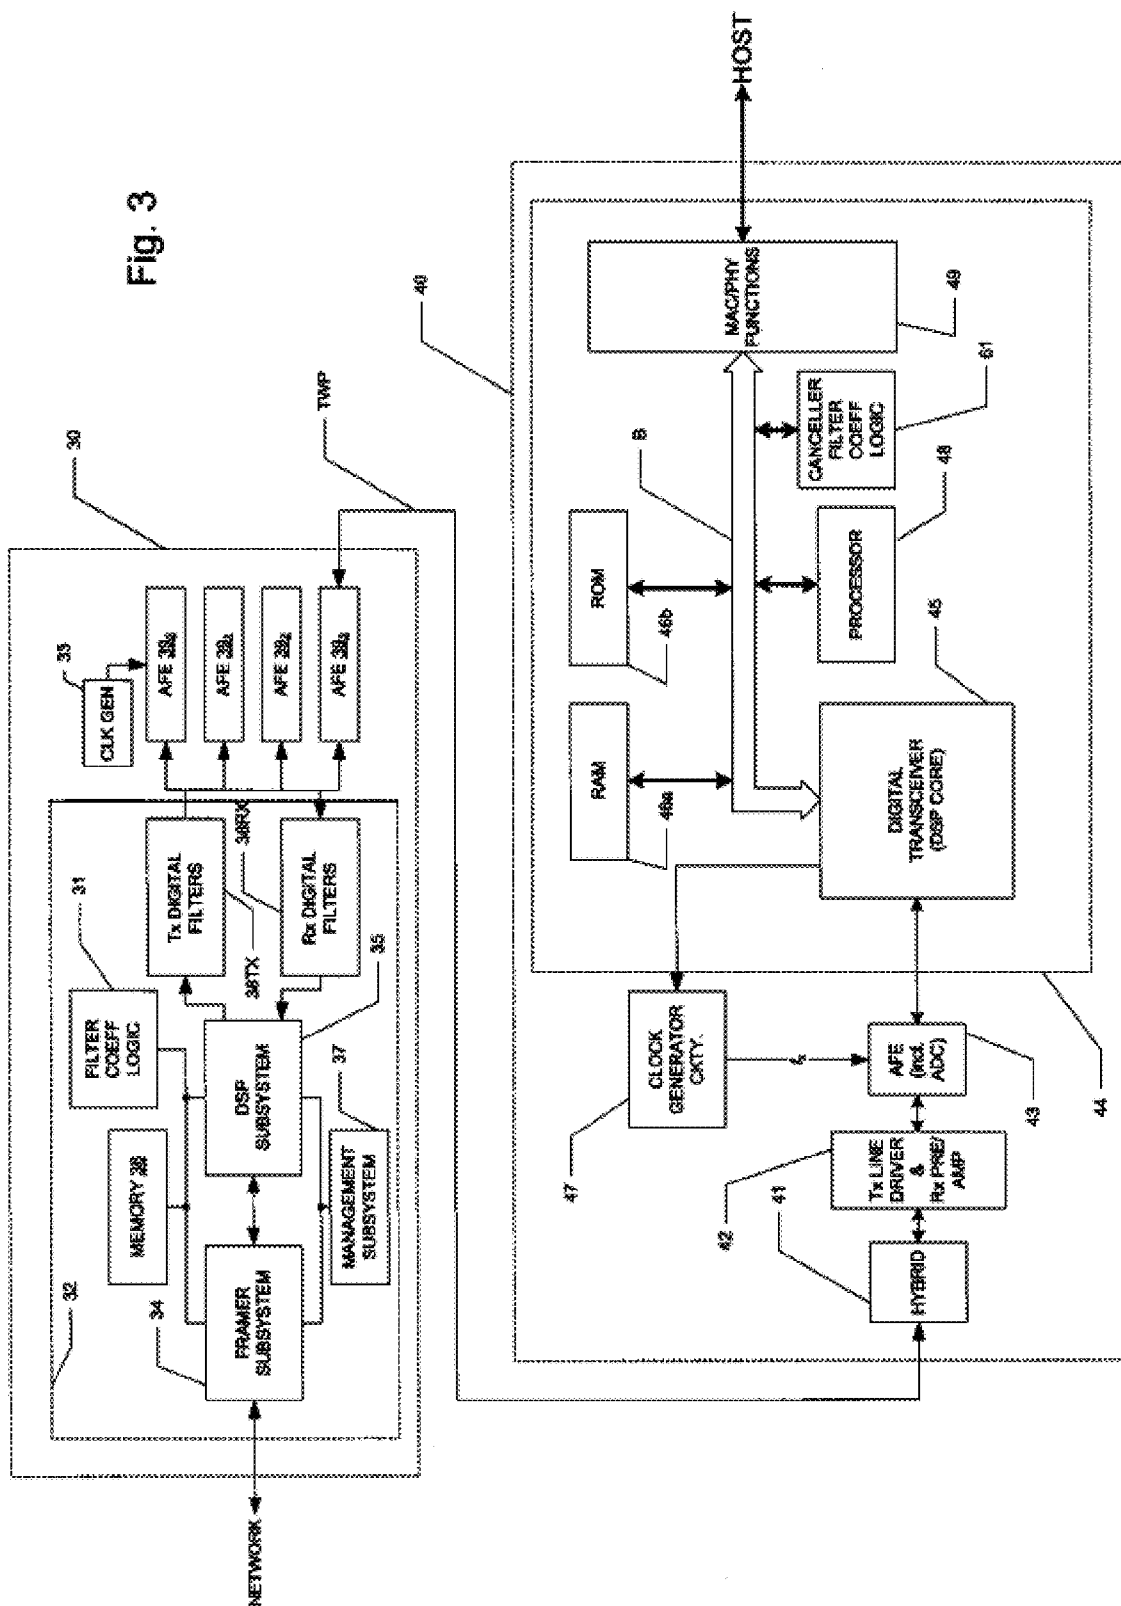 Fig. 3
NETWORK
30
32
34
FRAMER
SUBSYSTEM
MEMORY 36
31
FILTER
COEFF
LOGIC
DSP
SUBSYSTEM
35
37
MANAGEMENT
SUBSYSTEM
Tx DIGITAL
FILTERS
38TX
38RX
Rx DIGITAL
FILTERS
33
CLK GEN
AFE 39₀
AFE 39₁
AFE 39₂
AFE 39₃
TWP
40
HYBRID
41
42
Tx LINE
DRIVER
&
Rx PRE/
AMP
47
CLOCK
GENERATOR
CKTY.
fₓ
AFE
(incl.
ADC)
43
44
RAM
46a
ROM
46b
B
DIGITAL
TRANSCEIVER
(DSP CORE)
45
PROCESSOR
48
CANCELLER
FILTER
COEFF
LOGIC
61
MAC/PHY
FUNCTIONS
49
HOST